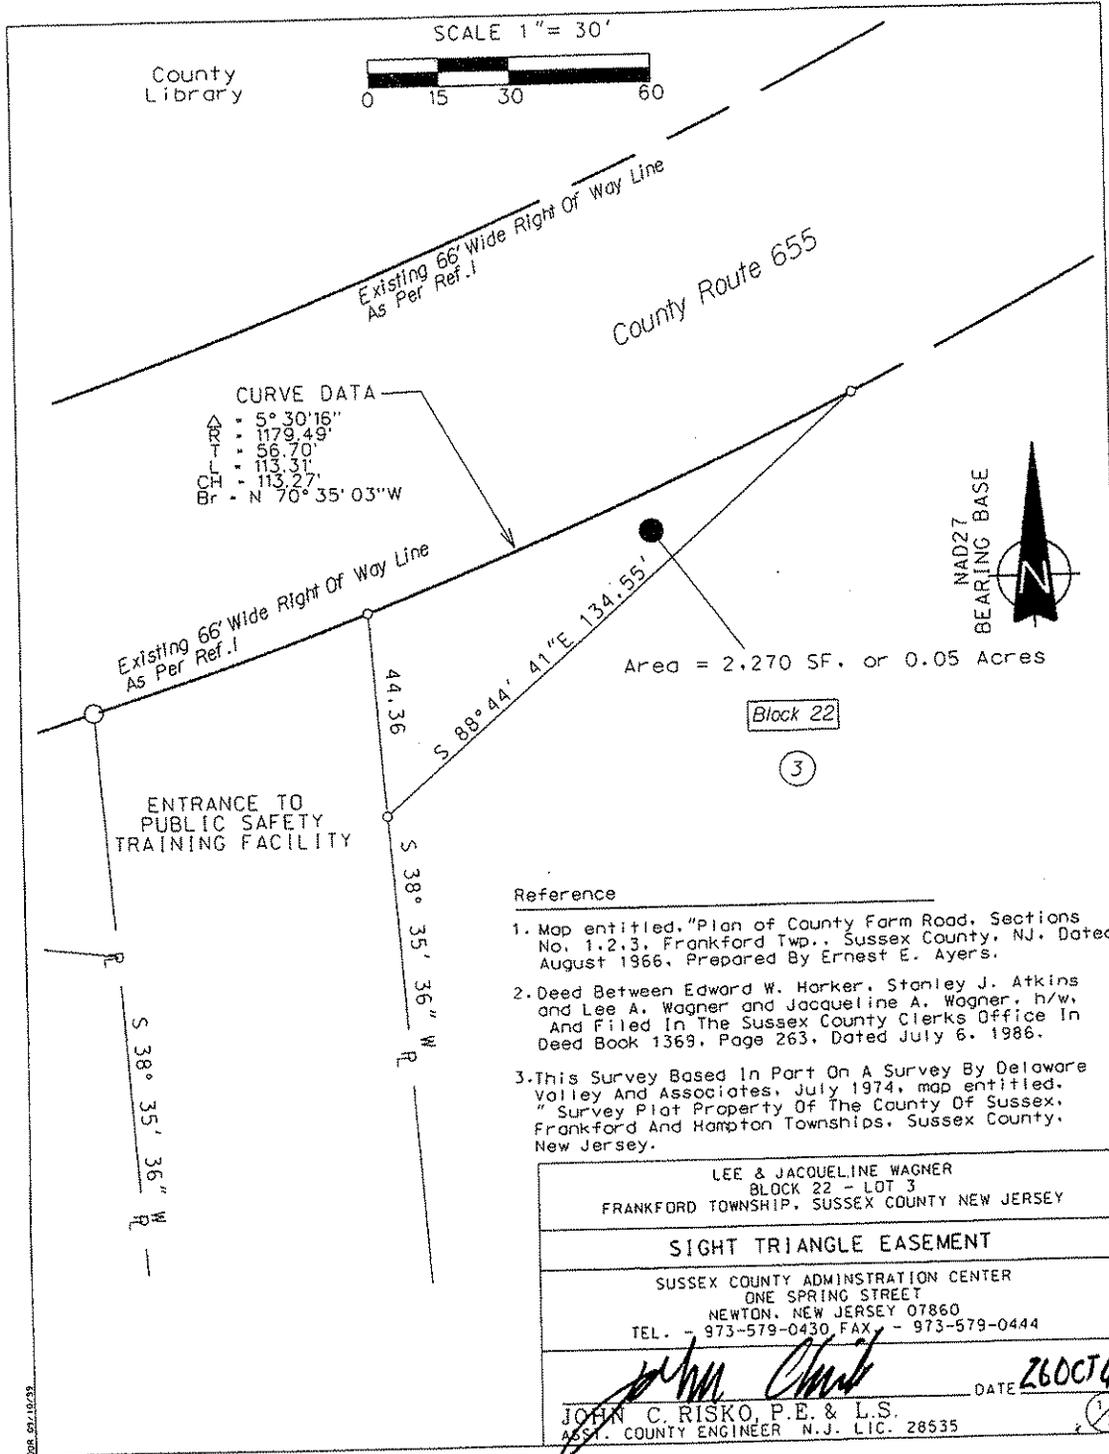 SCALE 1"= 30'
County
Library
0 15 30 60
Existing 66' Wide Right Of Way Line
As Per Ref.1
County Route 655
CURVE DATA
Δ = 5° 30'16"
R = 1179.49'
T = 56.70'
L = 113.31'
CH - 113.27'
Br - N 70° 35' 03"W
NAD27
BEARING BASE
N
Existing 66' Wide Right Of Way Line
As Per Ref.1
44.36
S 88° 44' 41"E 134.55'
Area = 2,270 SF. or 0.05 Acres
Block 22
3
ENTRANCE TO
PUBLIC SAFETY
TRAINING FACILITY
S 38° 35' 36" W
S 38° 35' 36" W
Reference
1. Map entitled, "Plan of County Farm Road, Sections
No. 1,2,3, Frankford Twp., Sussex County, NJ. Dated
August 1966, Prepared By Ernest E. Ayers.
2. Deed Between Edward W. Harker, Stanley J. Atkins
and Lee A. Wagner and Jacqueline A. Wagner, h/w,
And Filed In The Sussex County Clerks Office In
Deed Book 1369, Page 263, Dated July 6, 1986.
3. This Survey Based In Part On A Survey By Delaware
Valley And Associates, July 1974, map entitled,
" Survey Plat Property Of The County Of Sussex,
Frankford And Hampton Townships, Sussex County,
New Jersey.
LEE & JACQUELINE WAGNER
BLOCK 22 - LOT 3
FRANKFORD TOWNSHIP, SUSSEX COUNTY NEW JERSEY
SIGHT TRIANGLE EASEMENT
SUSSEX COUNTY ADMINSTRATION CENTER
ONE SPRING STREET
NEWTON, NEW JERSEY 07860
TEL. - 973-579-0430 FAX. - 973-579-0444
DATE 26 OCT
JOHN C. RISKO, P.E. & L.S.
ASST. COUNTY ENGINEER N.J. LIC. 28535